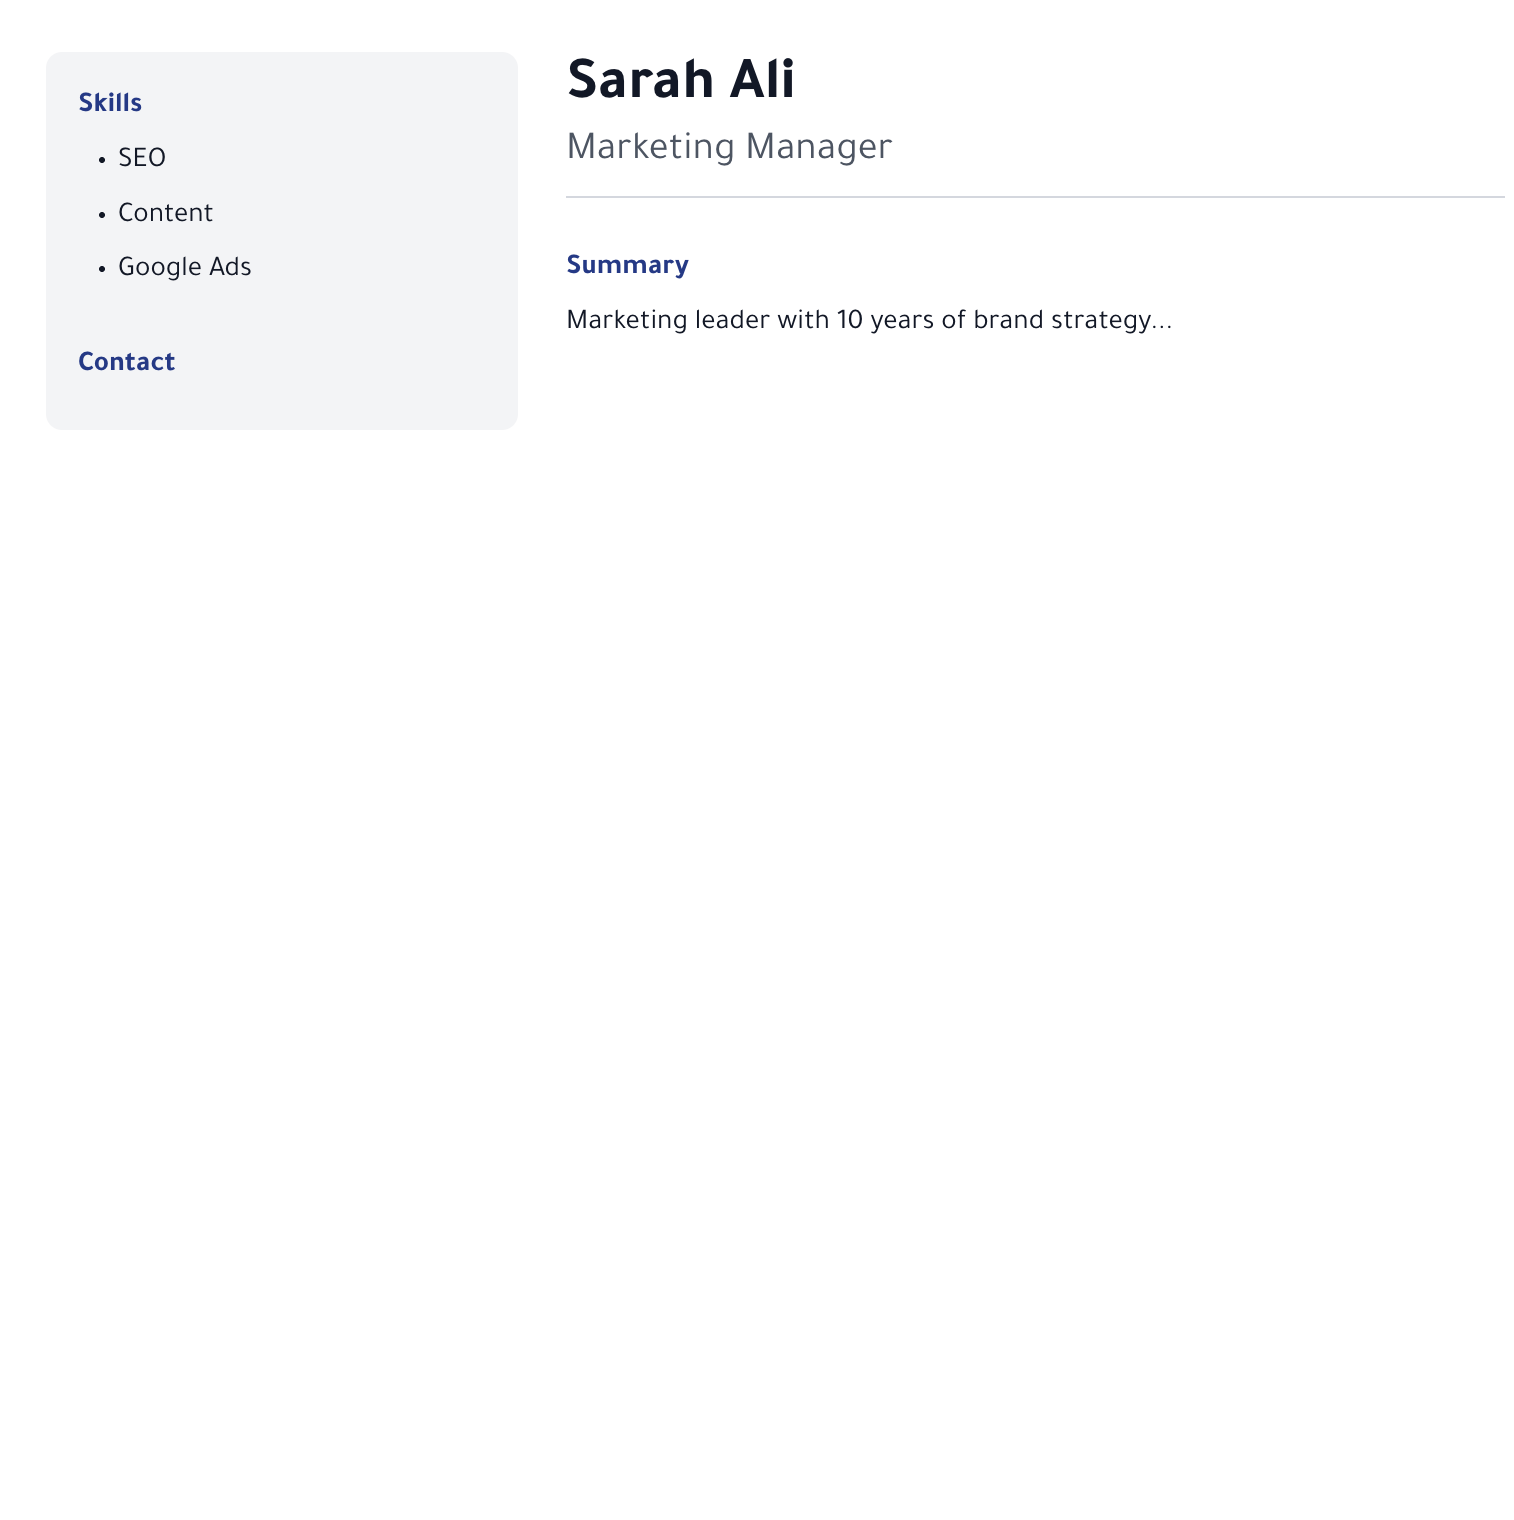 Skills
• SEO
• Content
• Google Ads
Contact
Sarah Ali
Marketing Manager
Summary
Marketing leader with 10 years of brand strategy...